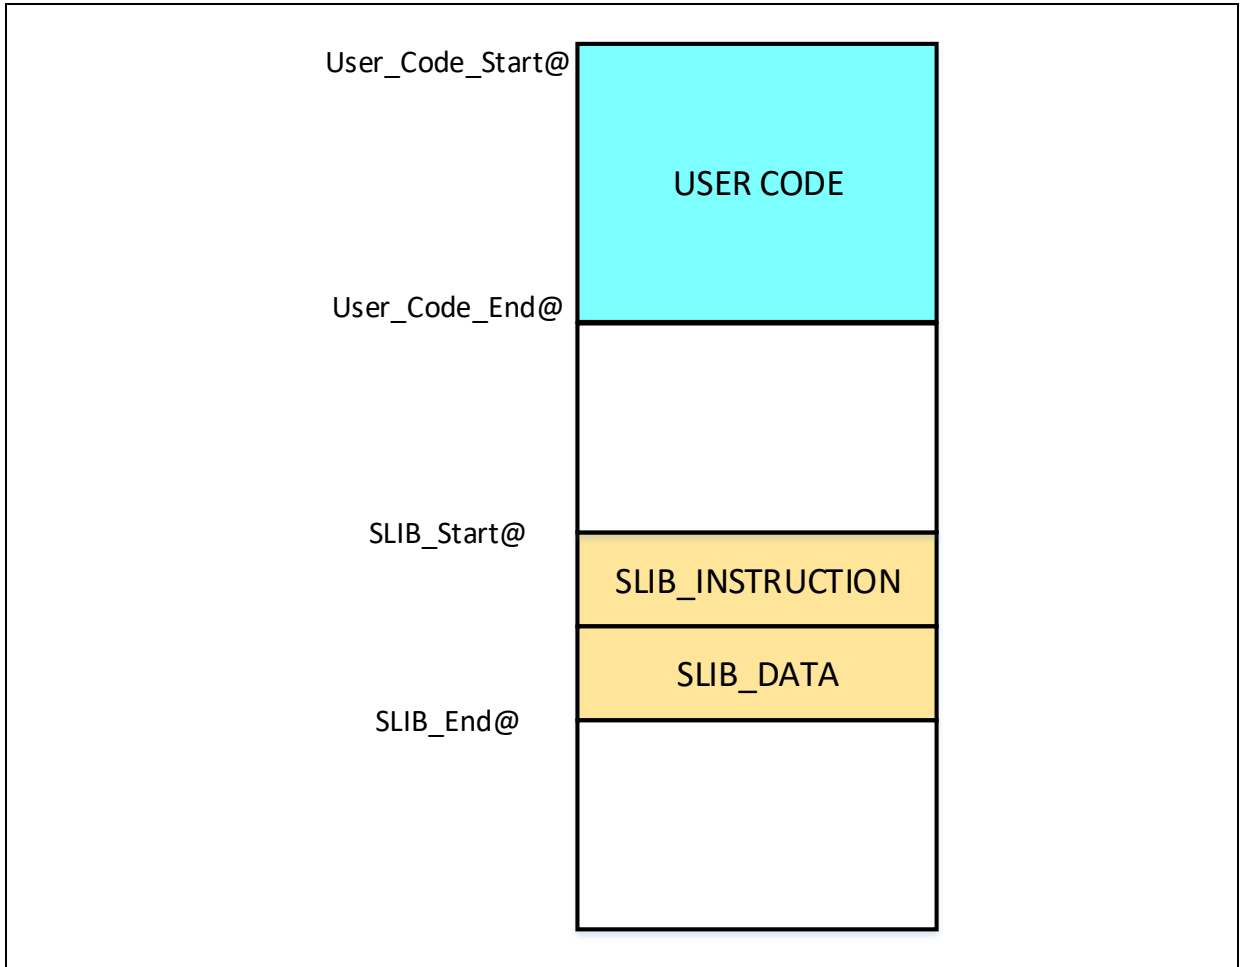 User_Code_Start@
USER CODE
User_Code_End@
SLIB_Start@
SLIB_INSTRUCTION
SLIB_DATA
SLIB_End@